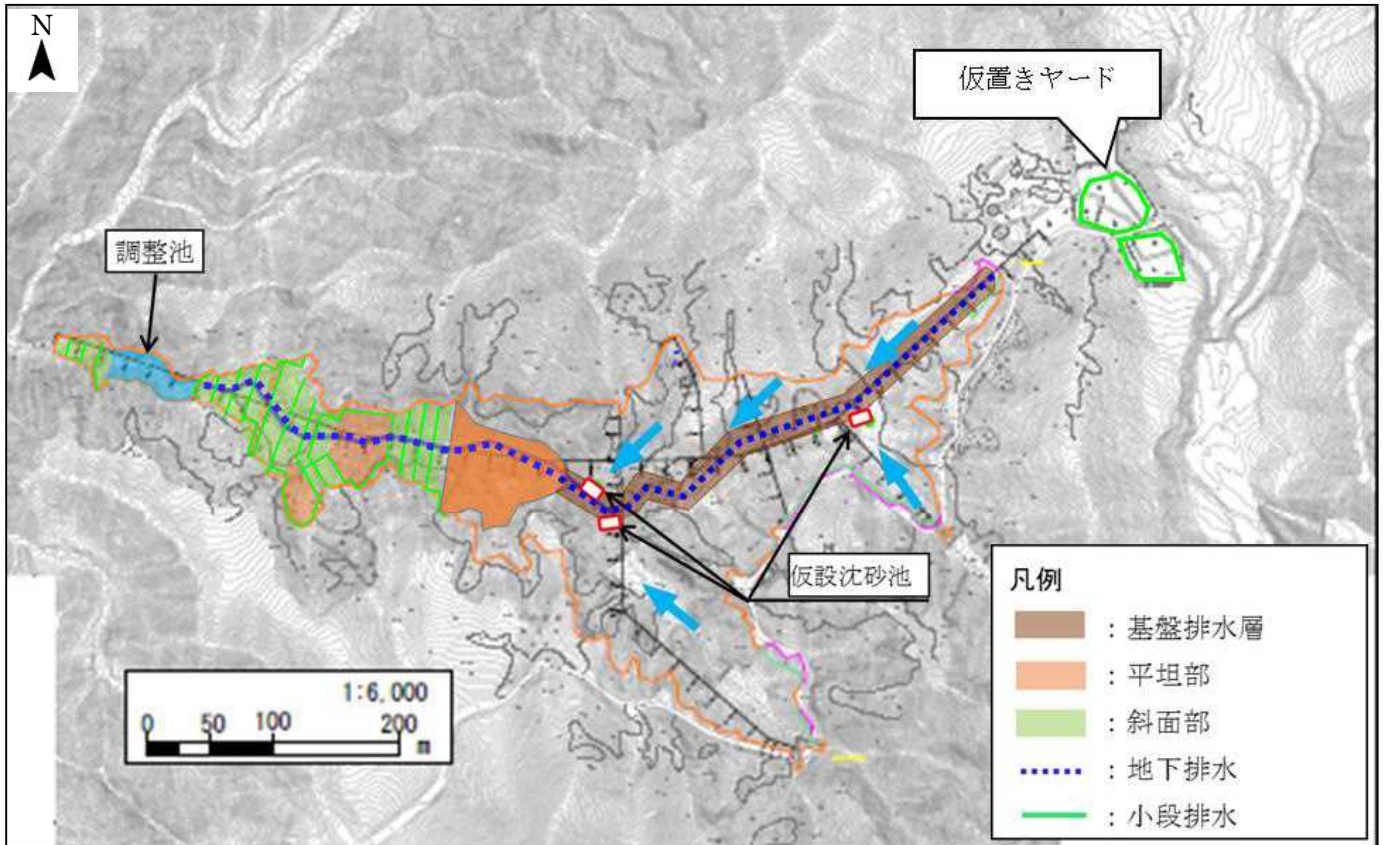 N
仮置きヤード
調整池
仮設沈砂池
1:6,000
0 50 100 200
m
凡例
：基盤排水層
：平坦部
：斜面部
：地下排水
：小段排水